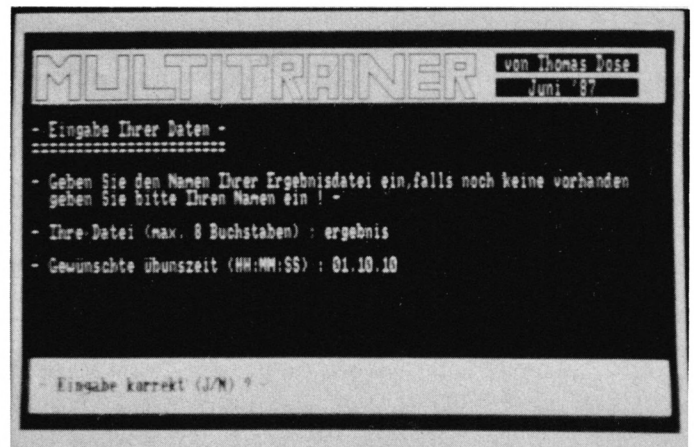 MULTITRAINER
von Thomas Dose
Juni '87
- Eingabe Ihrer Daten -
=======================
- Geben Sie den Namen Ihrer Ergebnisdatei ein,falls noch keine vorhanden
geben Sie bitte Ihren Namen ein ! -
- Ihre Datei (max. 8 Buchstaben) : ergebnis
- Gewünschte übunszeit (HH:MM:SS) : 01.10.10
- Eingabe korrekt (J/N) ? -